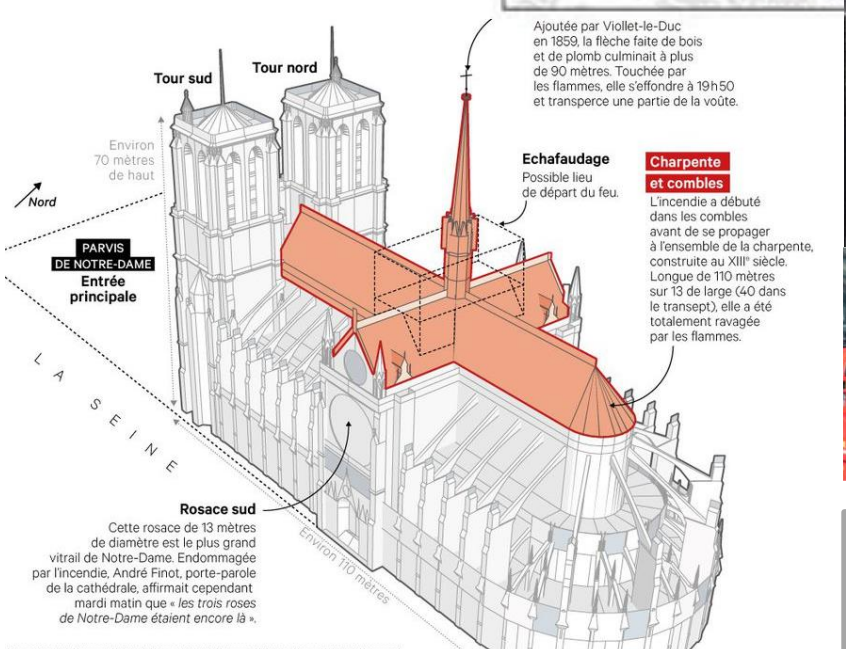 Ajoutée par Viollet-le-Duc
en 1859, la flèche faite de bois
et de plomb culminait à plus
de 90 mètres. Touchée par
les flammes, elle s'effondre à 19h50
et transperce une partie de la voûte.
Tour sud
Tour nord
Environ
70 mètres
de haut
Nord
Echafaudage
Possible lieu
de départ du feu.
Charpente
et combles
L'incendie a débuté
dans les combles
avant de se propager
à l'ensemble de la charpente,
construite au XIIIᵉ siècle.
Longue de 110 mètres
sur 13 de large (40 dans
le transept), elle a été
totalement ravagée
par les flammes.
PARVIS
DE NOTRE-DAME
Entrée
principale
LA SEINE
Rosace sud
Cette rosace de 13 mètres
de diamètre est le plus grand
vitrail de Notre-Dame. Endommagée
par l'incendie, André Finot, porte-parole
de la cathédrale, affirmait cependant
mardi matin que « les trois roses
de Notre-Dame étaient encore là ».
Environ 110 mètres